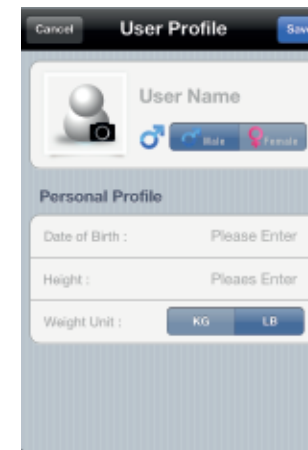 Cancel User Profile Save
User Name
Male Female
Personal Profile
Date of Birth : Please Enter
Height : Pleaes Enter
Weight Unit : KG LB